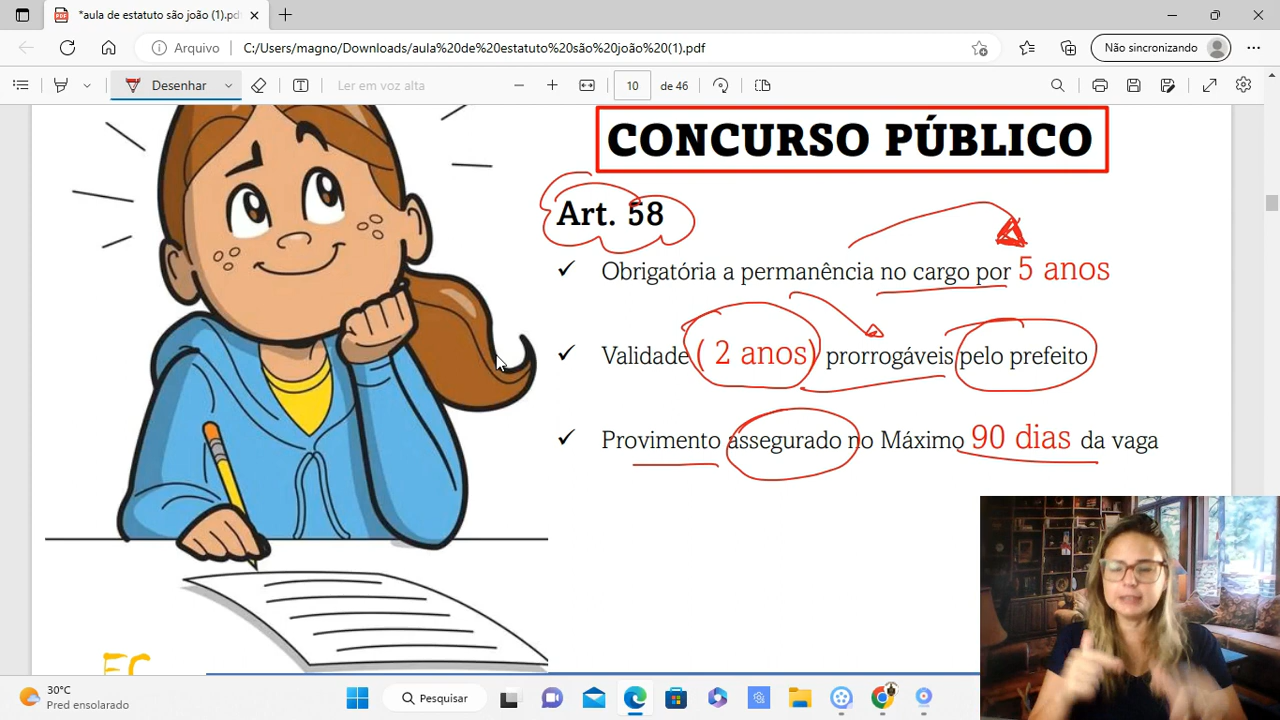 *aula de estatuto são joão (1).pdf
Arquivo
C:/Users/magno/Downloads/aula%20de%20estatuto%20são%20joão%20(1).pdf
Não sincronizando
Desenhar
Ler em voz alta
10
de 46
CONCURSO PÚBLICO
Art. 58
✓ Obrigatória a permanência no cargo por 5 anos
✓ Validade ( 2 anos) prorrogáveis pelo prefeito
✓ Provimento assegurado no Máximo 90 dias da vaga
EC
30°C
Pred ensolarado
Pesquisar